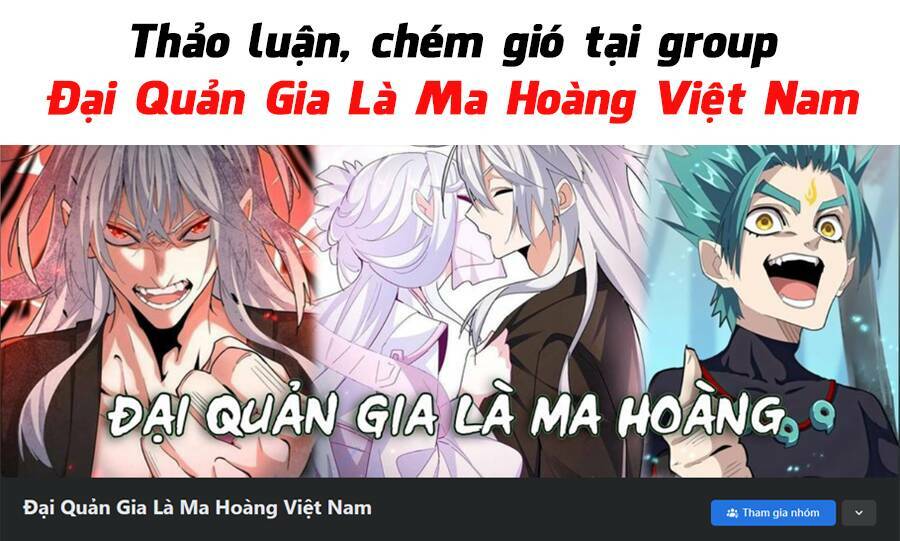 Thảo luận, chém gió tại group
Đại Quản Gia Là Ma Hoàng Việt Nam
ĐẠI QUẢN GIA LÀ MA HOÀNG
Đại Quản Gia Là Ma Hoàng Việt Nam
Tham gia nhóm